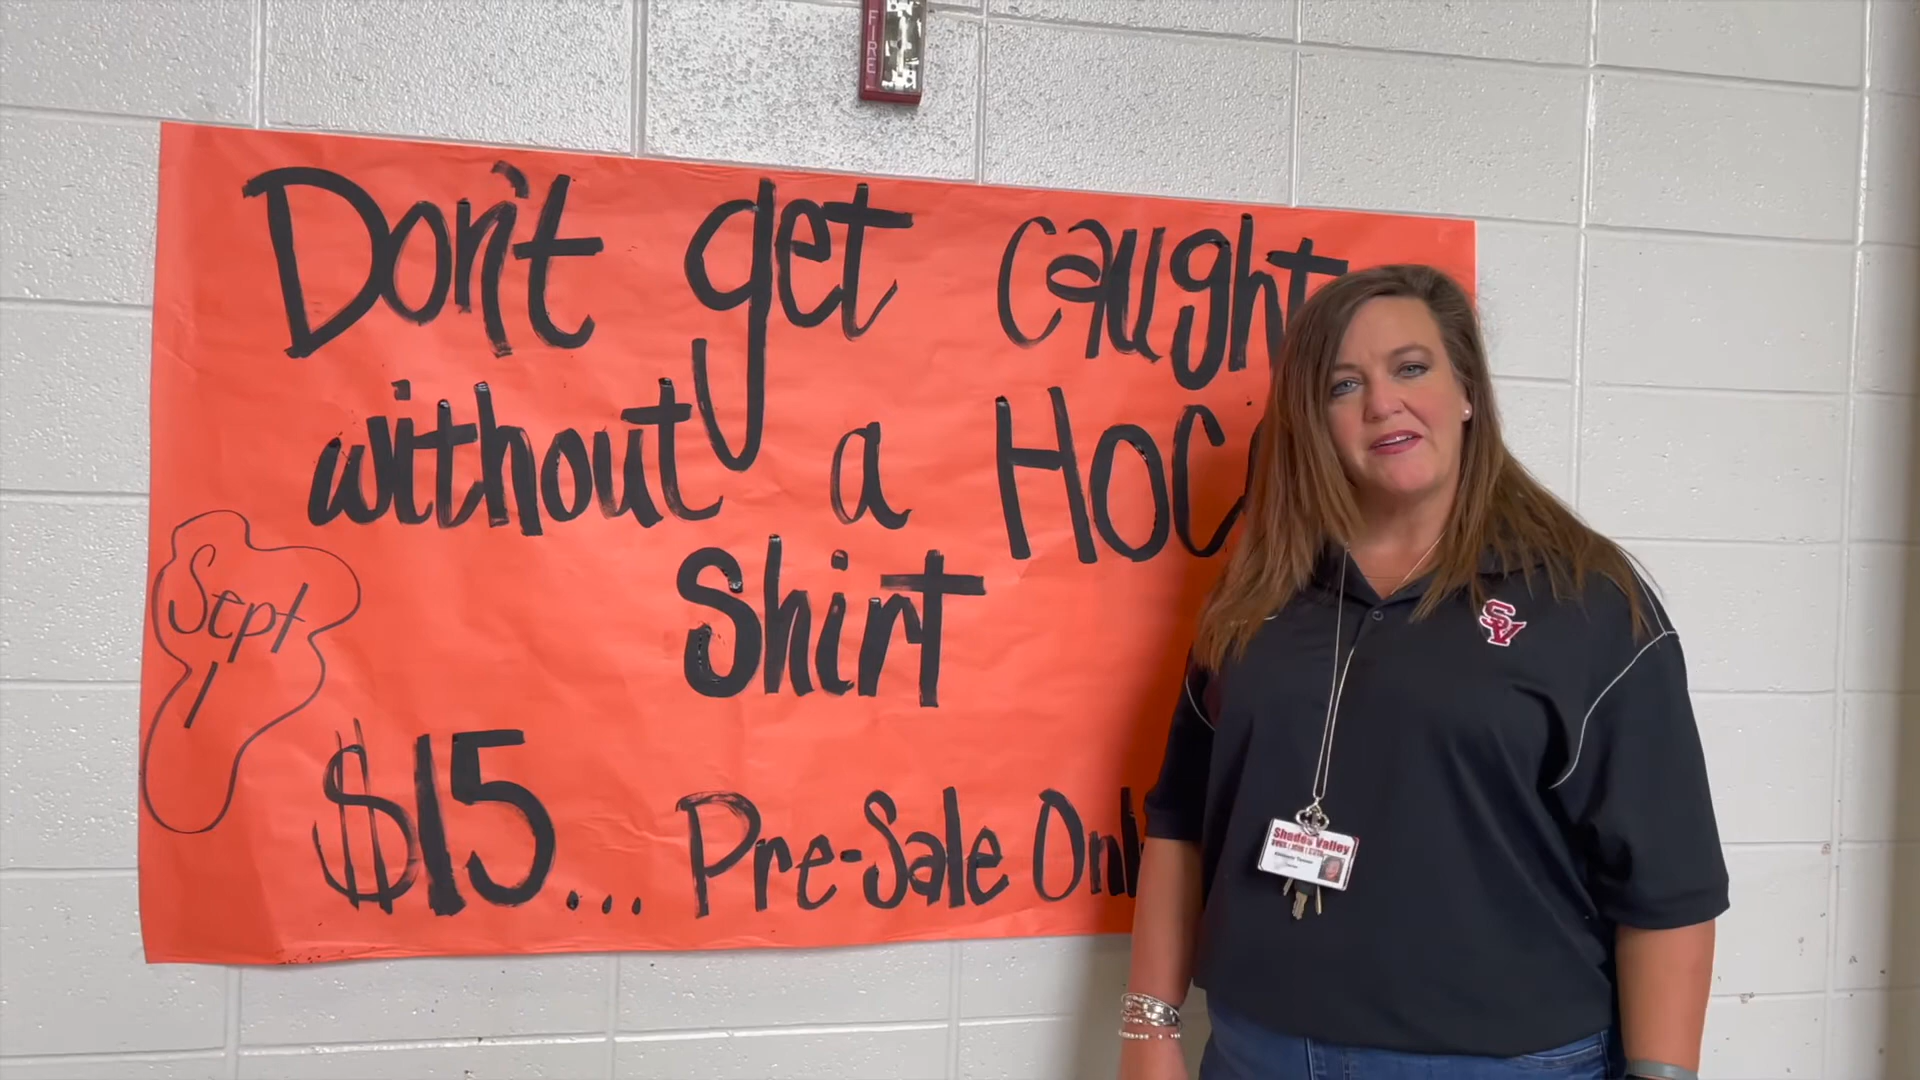 FIRE
Don't get caught
without a HOC
Shirt
Sept
1
$15... Pre-Sale Onl
SV
Shades Valley